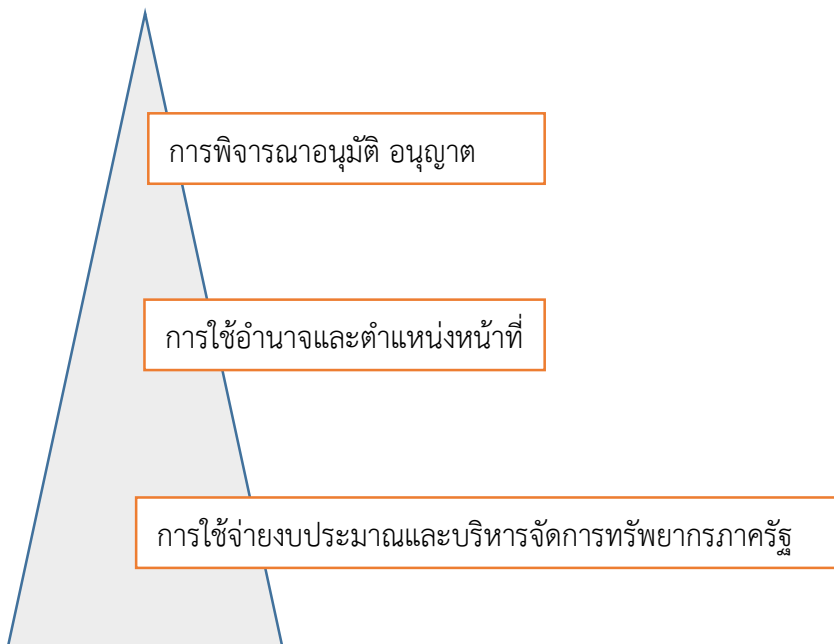 การพิจารณาอนุมัติ อนุญาต
การใช้อำนาจและตำแหน่งหน้าที่
การใช้จ่ายงบประมาณและบริหารจัดการทรัพยากรภาครัฐ